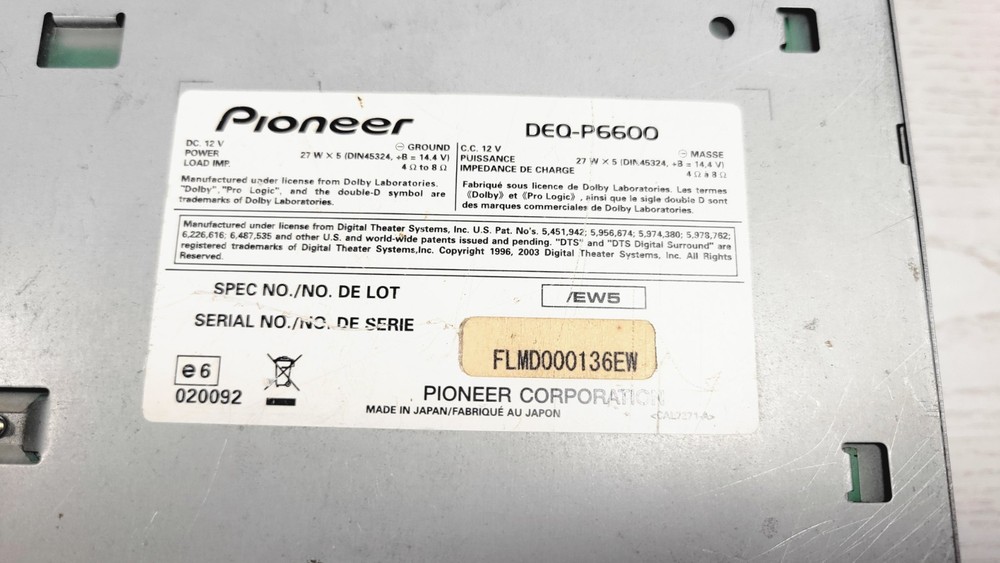 Pioneer
DEQ-P6600
DC. 12 V ⊖ GROUND
POWER 27 W × 5 (DIN45324, +B = 14.4 V)
LOAD IMP. 4 Ω to 8 Ω
C.C. 12 V ⊖ MASSE
PUISSANCE 27 W × 5 (DIN45324, +B = 14.4 V)
IMPEDANCE DE CHARGE 4 Ω à 8 Ω
Manufactured under license from Dolby Laboratories.
"Dolby", "Pro Logic", and the double-D symbol are
trademarks of Dolby Laboratories.
Fabriqué sous licence de Dolby Laboratories. Les termes
《Dolby》 et 《Pro Logic》, ainsi que le sigle double D sont
des marques commerciales de Dolby Laboratories.
Manufactured under license from Digital Theater Systems, Inc. U.S. Pat. No's. 5,451,942; 5,956,674; 5,974,380; 5,978,762;
6,226,616; 6,487,535 and other U.S. and world-wide patents issued and pending. "DTS" and "DTS Digital Surround" are
registered trademarks of Digital Theater Systems,Inc. Copyright 1996, 2003 Digital Theater Systems, Inc. All Rights
Reserved.
SPEC NO./NO. DE LOT /EW5
SERIAL NO./NO. DE SERIE
FLMD000136EW
e6
020092
PIONEER CORPORATION
MADE IN JAPAN/FABRIQUÉ AU JAPON